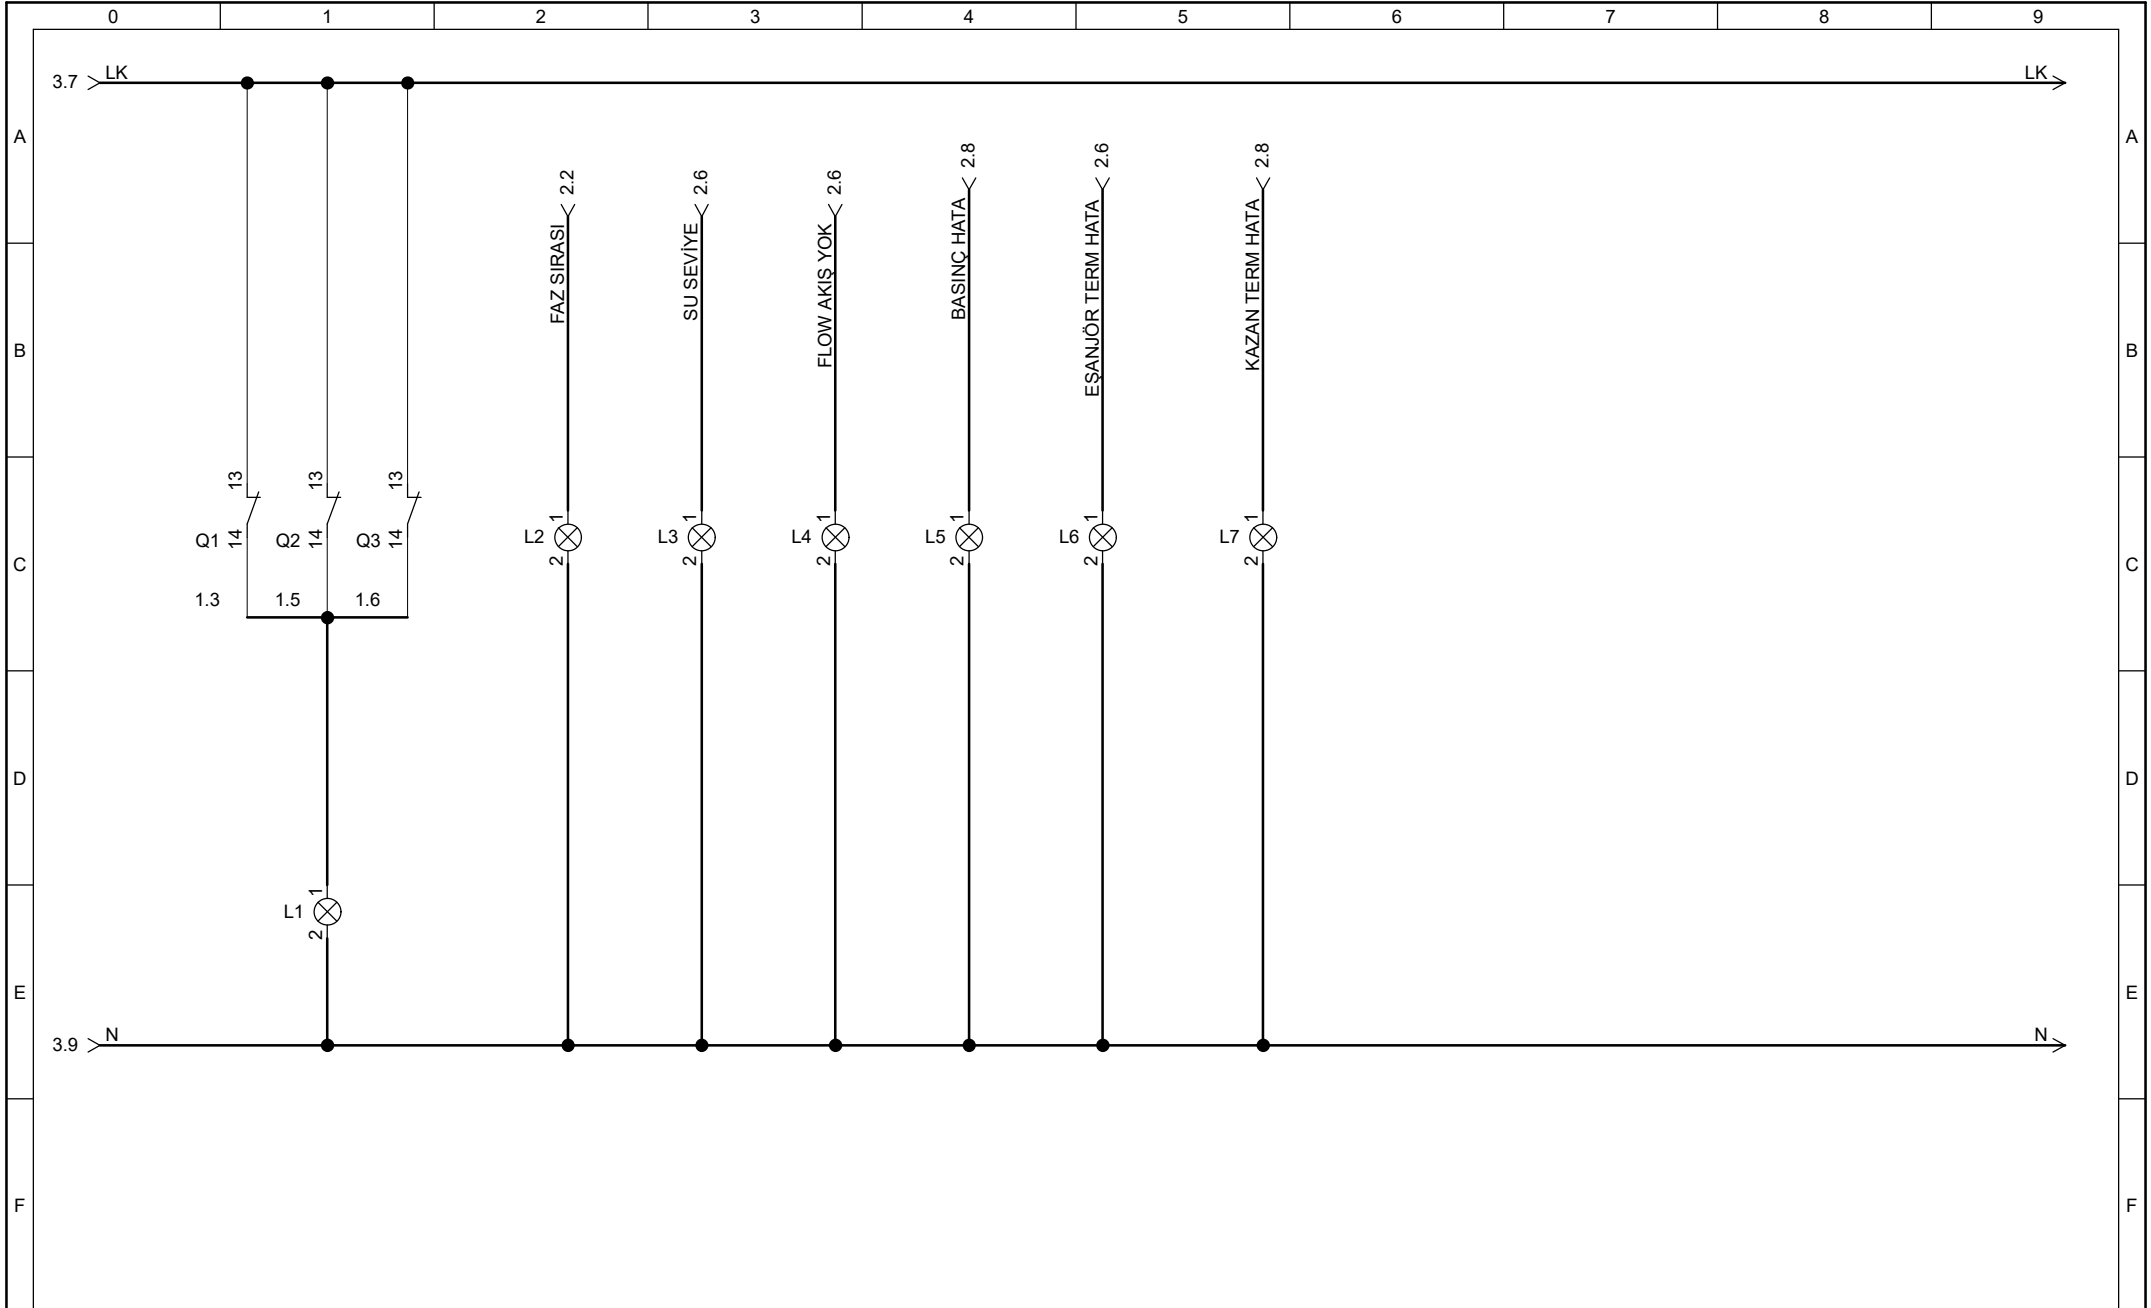 0 1 2 3 4 5 6 7 8 9
3.7 LK LK
A A
2.2 2.6 2.6 2.8 2.6 2.8
FAZ SIRASI
SU SEVİYE
FLOW AKIŞ YOK
BASINÇ HATA
EŞANJÖR TERM HATA
KAZAN TERM HATA
B B
13 13 13
Q1 14 Q2 14 Q3 14
L2 1 2
L3 1 2
L4 1 2
L5 1 2
L6 1 2
L7 1 2
C C
1.3 1.5 1.6
D D
L1 1 2
E E
3.9 N N
F F